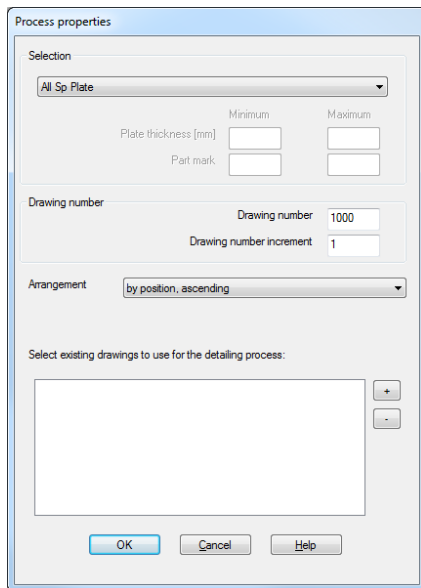 Process properties
Selection
All Sp Plate
Minimum Maximum
Plate thickness [mm]
Part mark
Drawing number
Drawing number 1000
Drawing number increment 1
Arrangement by position, ascending
Select existing drawings to use for the detailing process:
+
-
OK Cancel Help